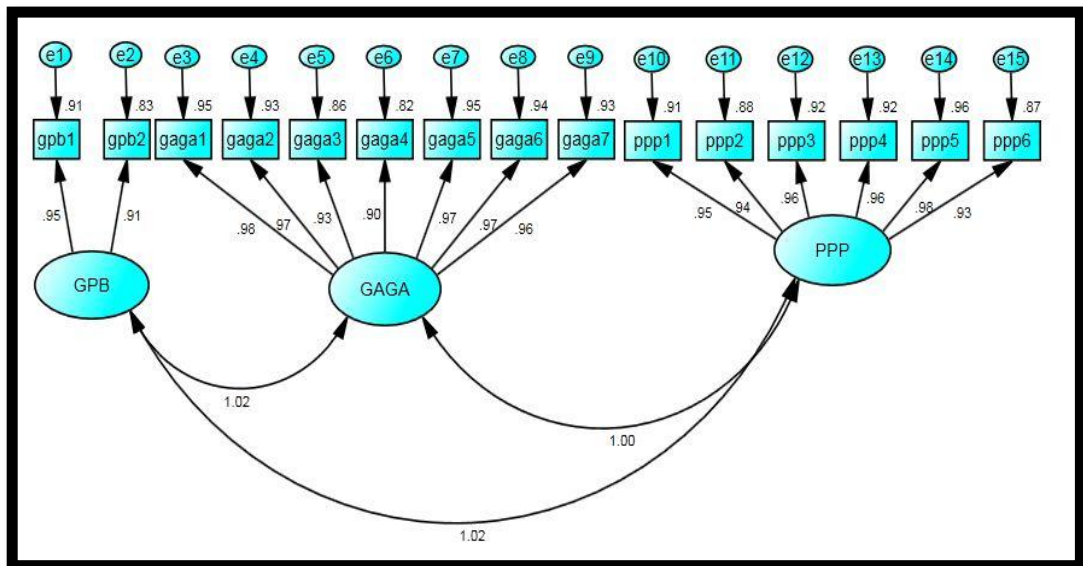 e1 e2 e3 e4 e5 e6 e7 e8 e9 e10 e11 e12 e13 e14 e15
.91 .83 .95 .93 .86 .82 .95 .94 .93 .91 .88 .92 .92 .96 .87
gpb1 gpb2 gaga1 gaga2 gaga3 gaga4 gaga5 gaga6 gaga7 ppp1 ppp2 ppp3 ppp4 ppp5 ppp6
.95 .91 .98 .97 .93 .90 .97 .97 .96 .95 .94 .96 .96 .98 .93
GPB GAGA PPP
1.02
1.00
1.02